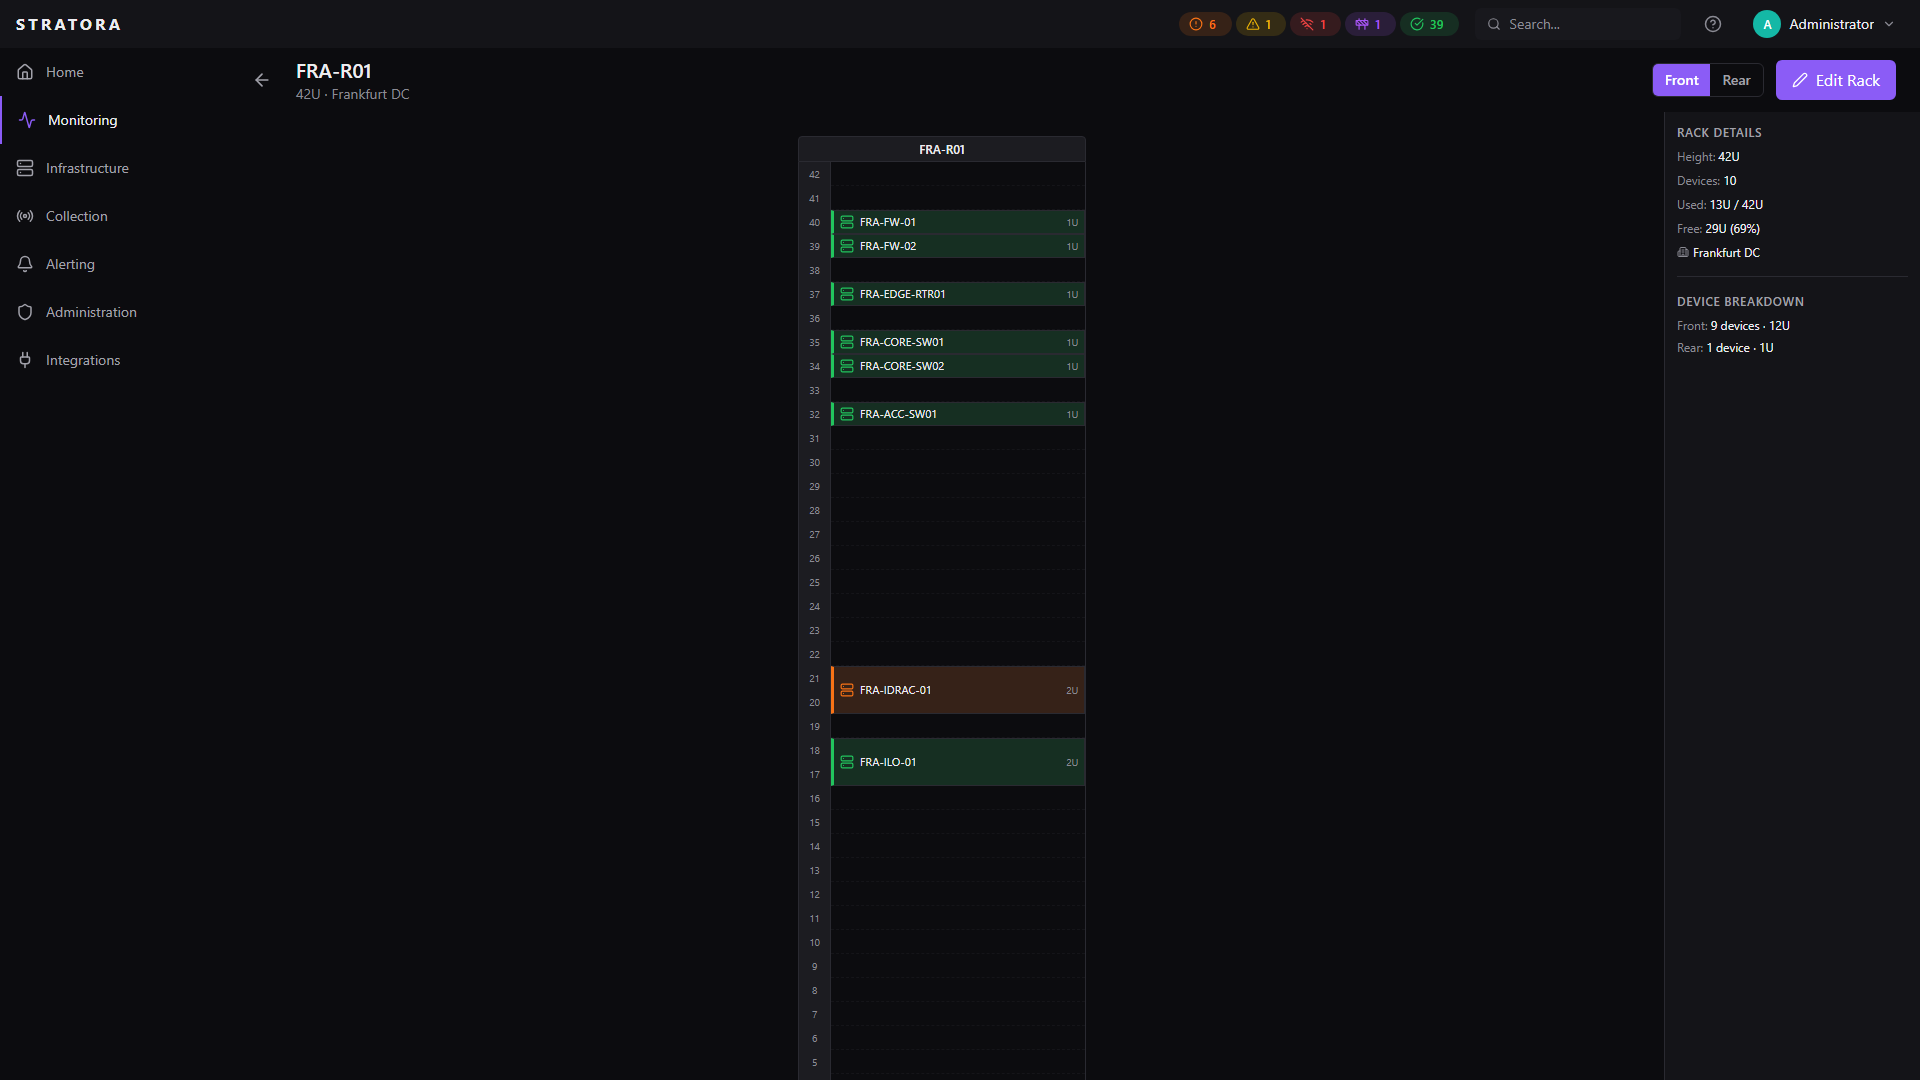 STRATORA
6
1
1
1
39
Search...
A
Administrator
Home
Monitoring
Infrastructure
Collection
Alerting
Administration
Integrations
FRA-R01
42U · Frankfurt DC
Front
Rear
Edit Rack
FRA-R01
42
41
40 FRA-FW-01 1U
39 FRA-FW-02 1U
38
37 FRA-EDGE-RTR01 1U
36
35 FRA-CORE-SW01 1U
34 FRA-CORE-SW02 1U
33
32 FRA-ACC-SW01 1U
31
30
29
28
27
26
25
24
23
22
21
FRA-IDRAC-01 2U
20
19
18
FRA-ILO-01 2U
17
16
15
14
13
12
11
10
9
8
7
6
5
RACK DETAILS
Height: 42U
Devices: 10
Used: 13U / 42U
Free: 29U (69%)
Frankfurt DC
DEVICE BREAKDOWN
Front: 9 devices · 12U
Rear: 1 device · 1U